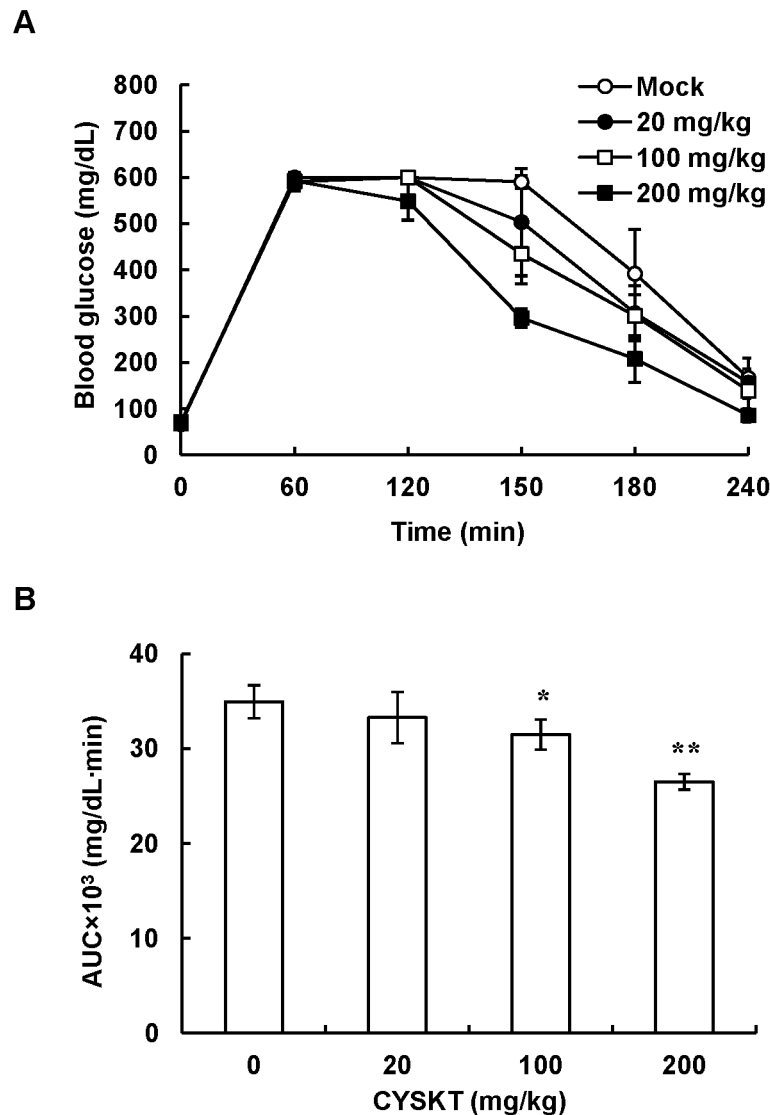 A
800
700
600
500
400
300
200
100
0
Blood glucose (mg/dL)
Mock
20 mg/kg
100 mg/kg
200 mg/kg
0 60 120 150 180 240
Time (min)
B
40
30
20
10
0
AUC×10³ (mg/dL·min)
*
**
0 20 100 200
CYSKT (mg/kg)